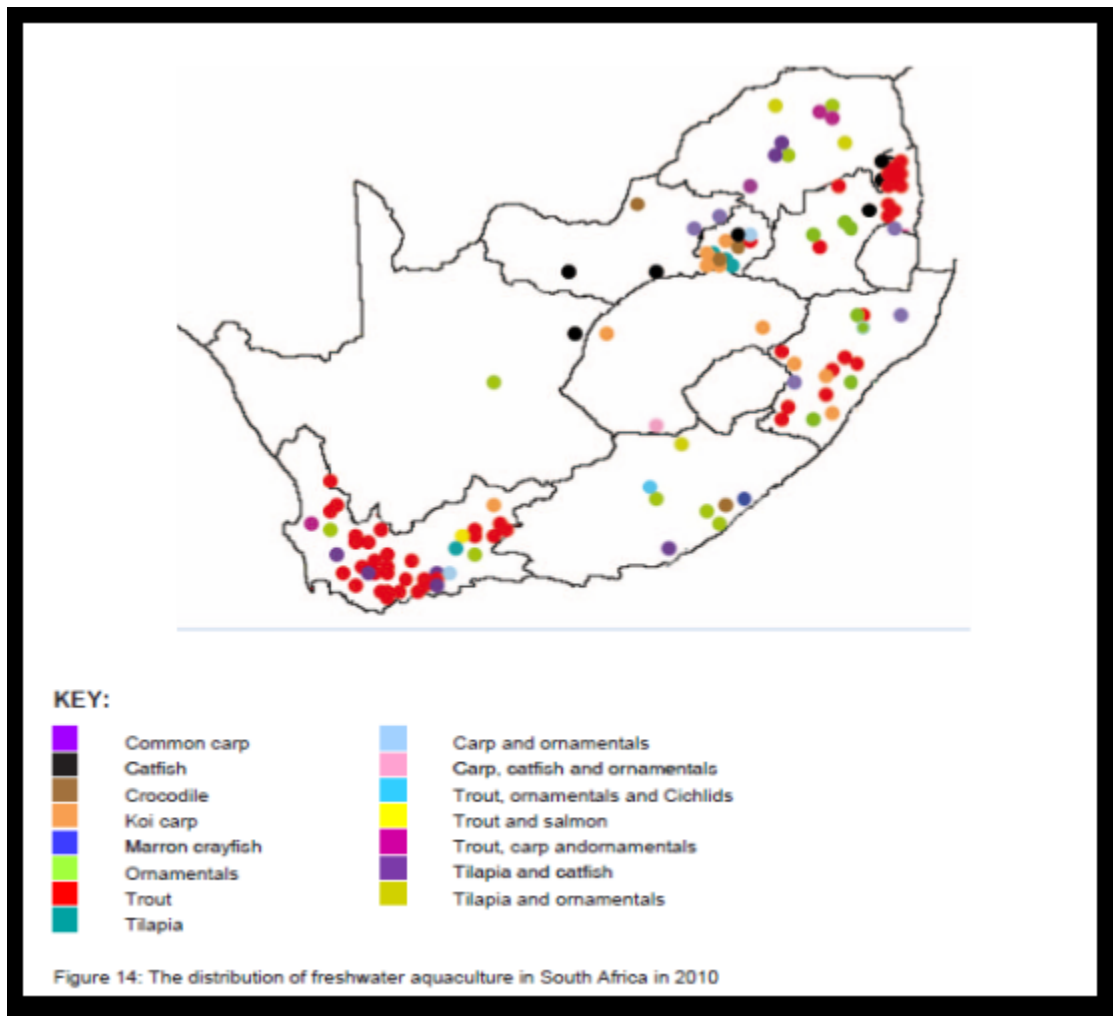 KEY:
Common carp
Catfish
Crocodile
Koi carp
Marron crayfish
Ornamentals
Trout
Tilapia
Carp and ornamentals
Carp, catfish and ornamentals
Trout, ornamentals and Cichlids
Trout and salmon
Trout, carp andornamentals
Tilapia and catfish
Tilapia and ornamentals
Figure 14: The distribution of freshwater aquaculture in South Africa in 2010